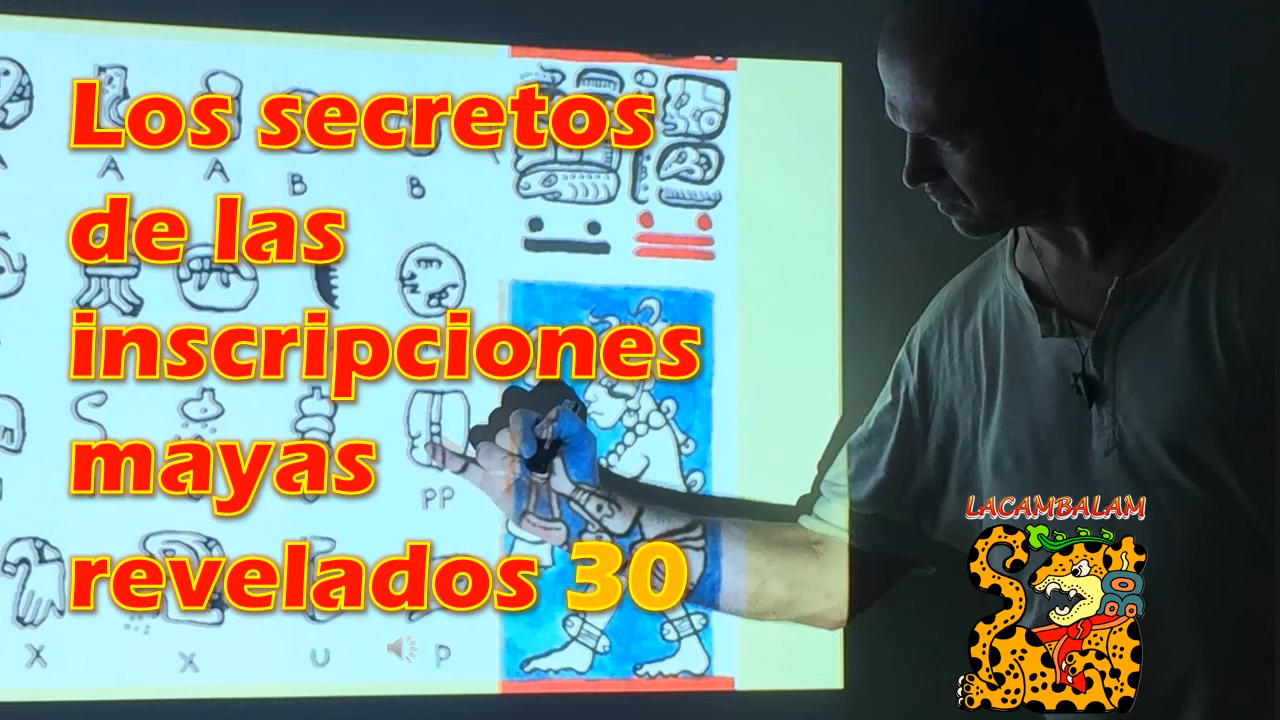 Los secretos
de las
inscripciones
mayas
revelados 30
LACAMBALAM
A A B B
PP
X X U P